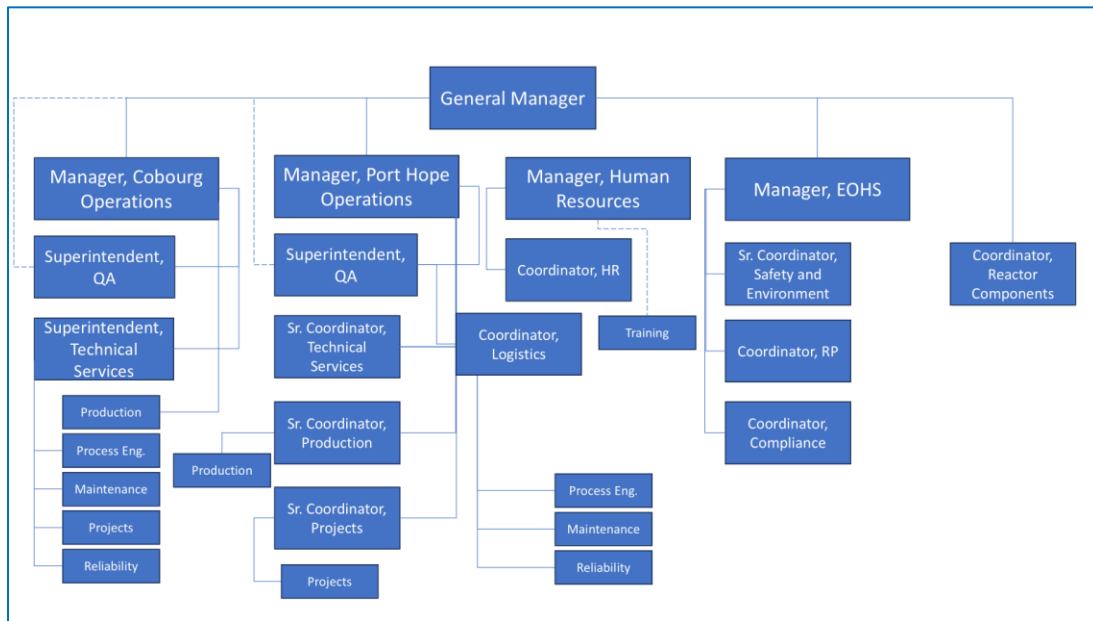 General Manager
Manager, Cobourg
Operations
Manager, Port Hope
Operations
Manager, Human
Resources
Manager, EOHS
Superintendent,
QA
Superintendent,
QA
Coordinator, HR
Sr. Coordinator,
Safety and
Environment
Coordinator,
Reactor
Components
Superintendent,
Technical
Services
Sr. Coordinator,
Technical
Services
Coordinator,
Logistics
Training
Coordinator, RP
Production
Process Eng.
Maintenance
Projects
Reliability
Sr. Coordinator,
Production
Production
Sr. Coordinator,
Projects
Projects
Process Eng.
Maintenance
Reliability
Coordinator,
Compliance